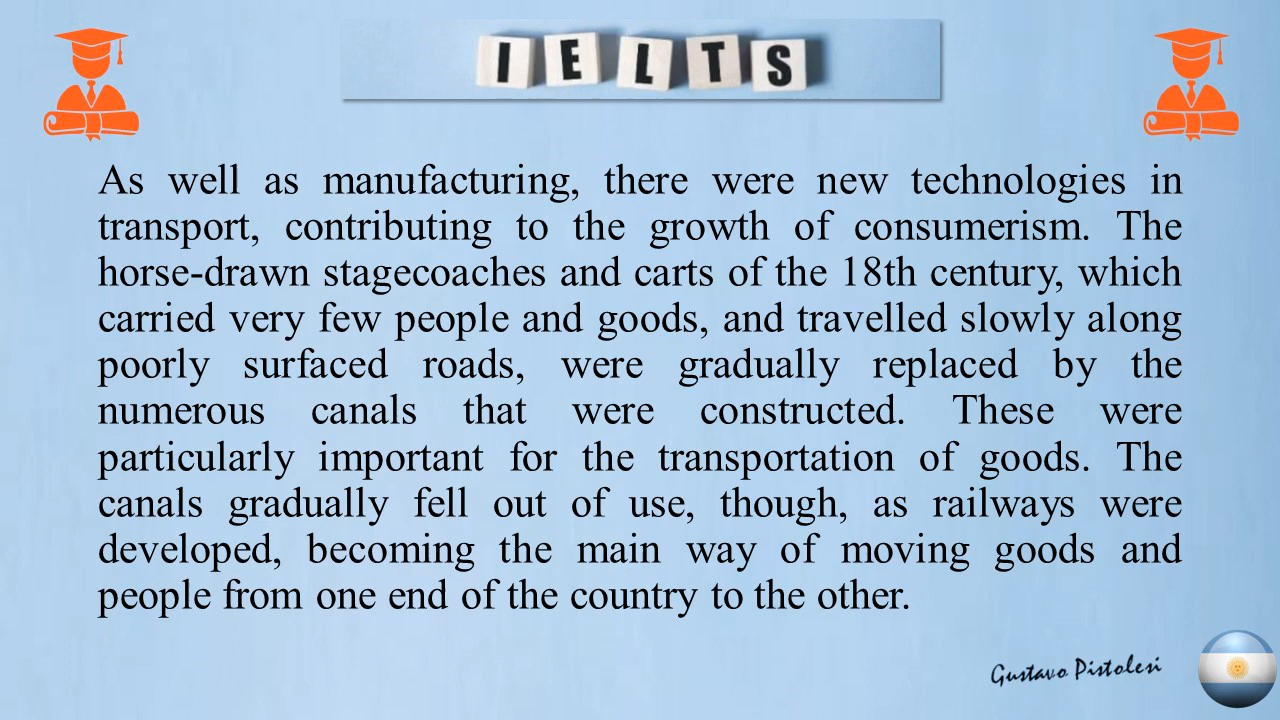 IELTS
As well as manufacturing, there were new technologies in
transport, contributing to the growth of consumerism. The
horse-drawn stagecoaches and carts of the 18th century, which
carried very few people and goods, and travelled slowly along
poorly surfaced roads, were gradually replaced by the
numerous canals that were constructed. These were
particularly important for the transportation of goods. The
canals gradually fell out of use, though, as railways were
developed, becoming the main way of moving goods and
people from one end of the country to the other.
Gustavo Pistolesi